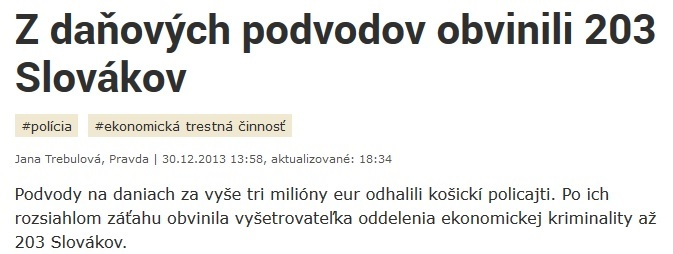 Z daňových podvodov obvinili 203
Slovákov
#polícia #ekonomická trestná činnosť
Jana Trebulová, Pravda | 30.12.2013 13:58, aktualizované: 18:34
Podvody na daniach za vyše tri milióny eur odhalili košickí policajti. Po ich
rozsiahlom záťahu obvinila vyšetrovateľka oddelenia ekonomickej kriminality až
203 Slovákov.